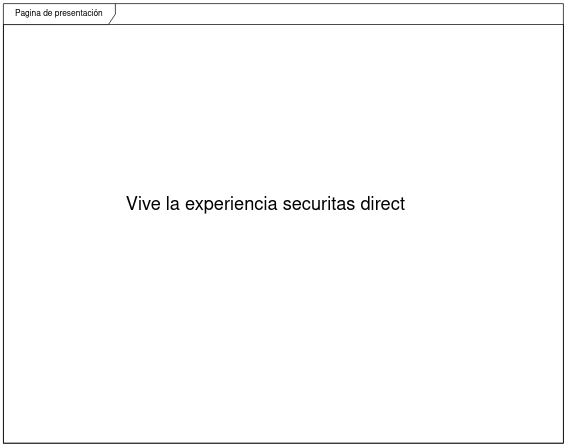 Pagina de presentación
Vive la experiencia securitas direct